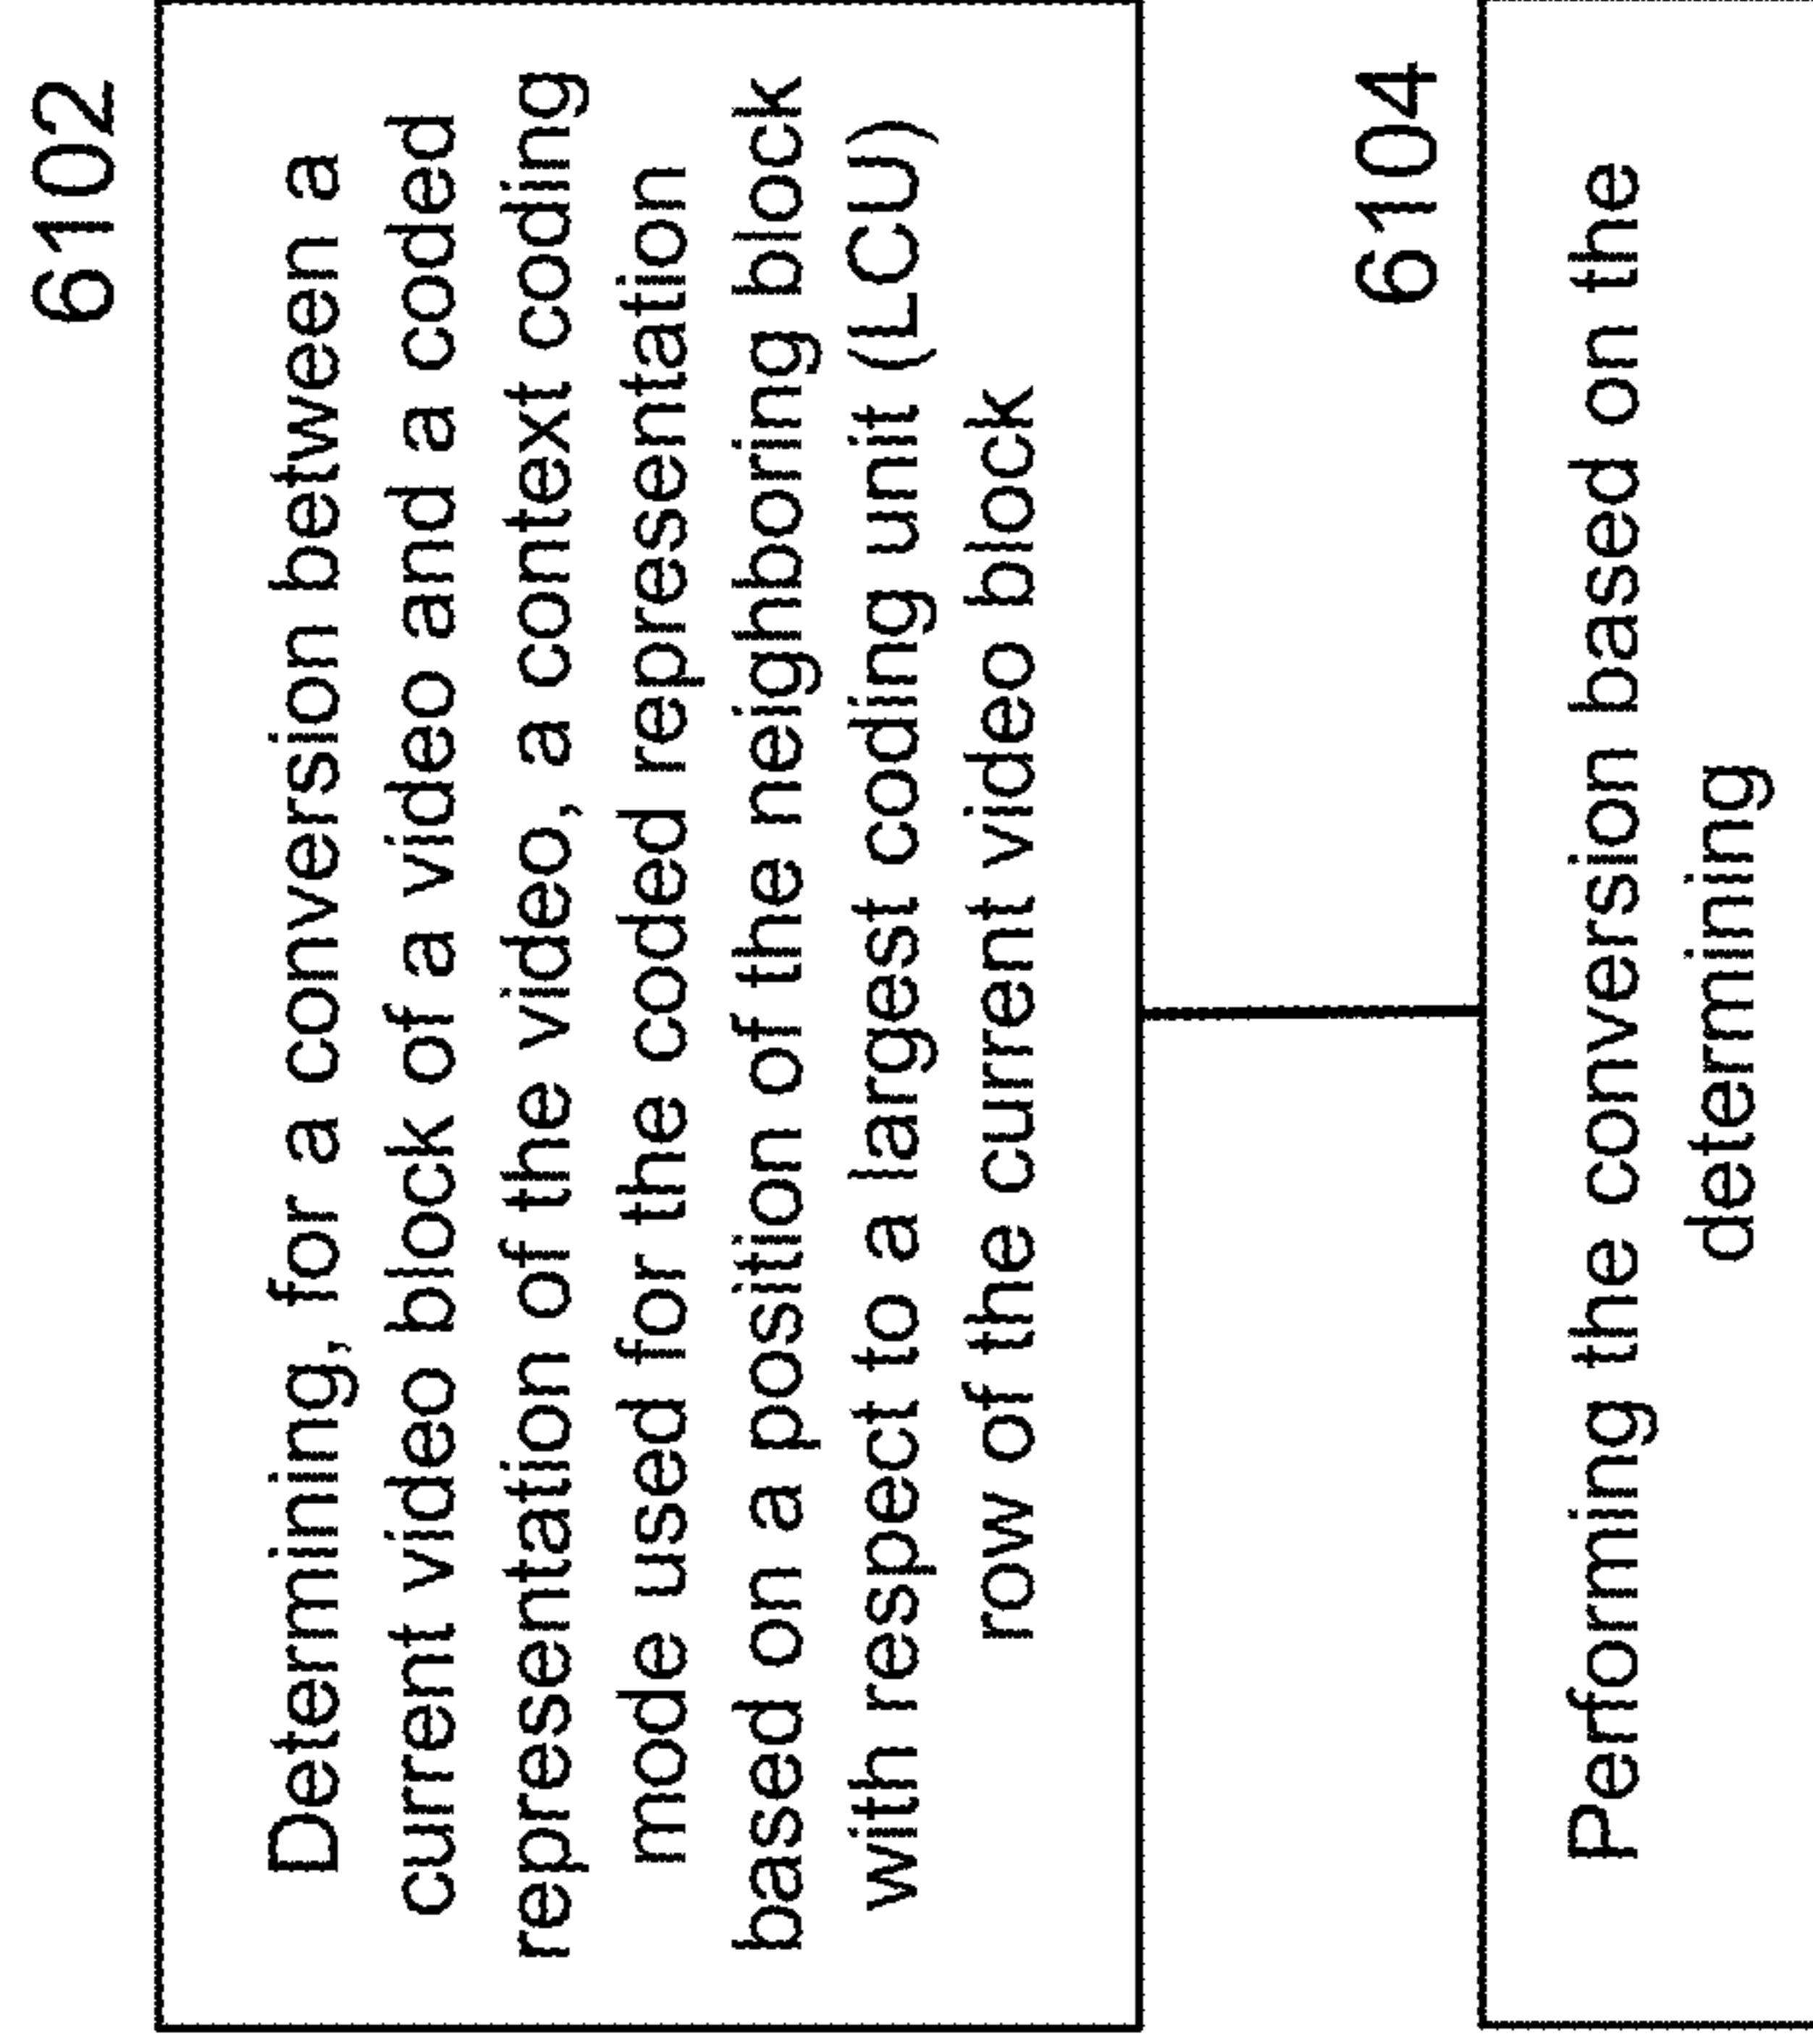 6102
Determining, for a conversion between a
current video block of a video and a coded
representation of the video, a context coding
mode used for the coded representation
based on a position of the neighboring block
with respect to a largest coding unit (LCU)
row of the current video block
6104
Performing the conversion based on the
determining